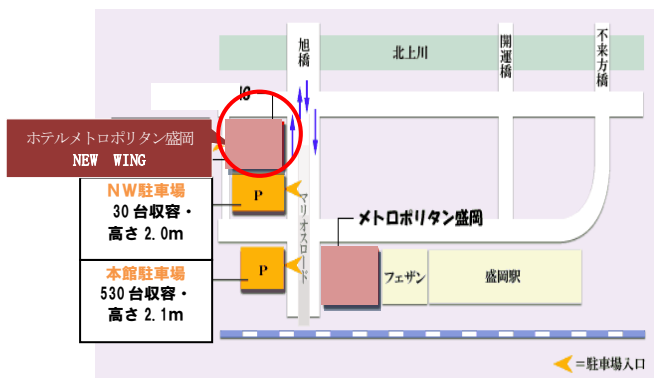 旭橋
北上川
開運橋
不来方橋
IC
ホテルメトロポリタン盛岡
NEW WING
NW駐車場
30台収容・
高さ2.0m
P
マリオスロード
メトロポリタン盛岡
本館駐車場
530台収容・
高さ2.1m
P
フェザン
盛岡駅
=駐車場入口